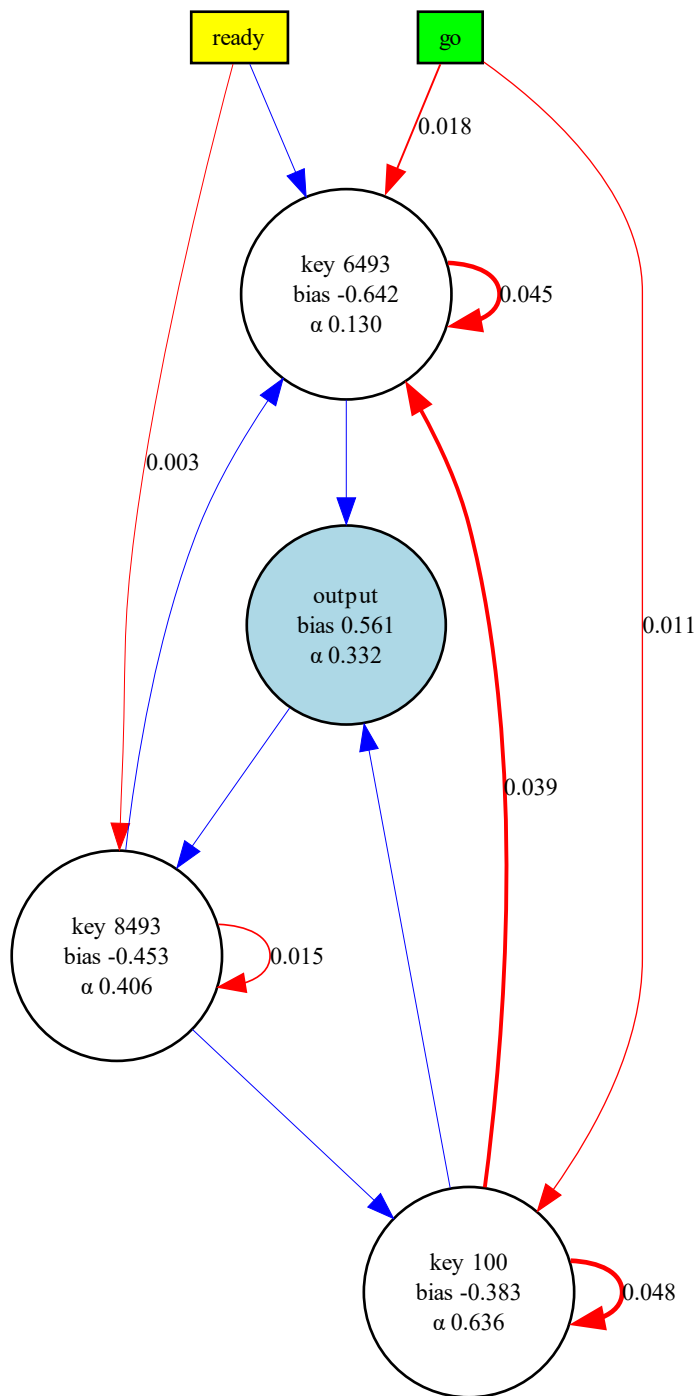 ready
go
0.018
key 6493
bias -0.642
α 0.130
0.045
0.003
output
bias 0.561
α 0.332
0.011
0.039
key 8493
bias -0.453
α 0.406
0.015
key 100
bias -0.383
α 0.636
0.048